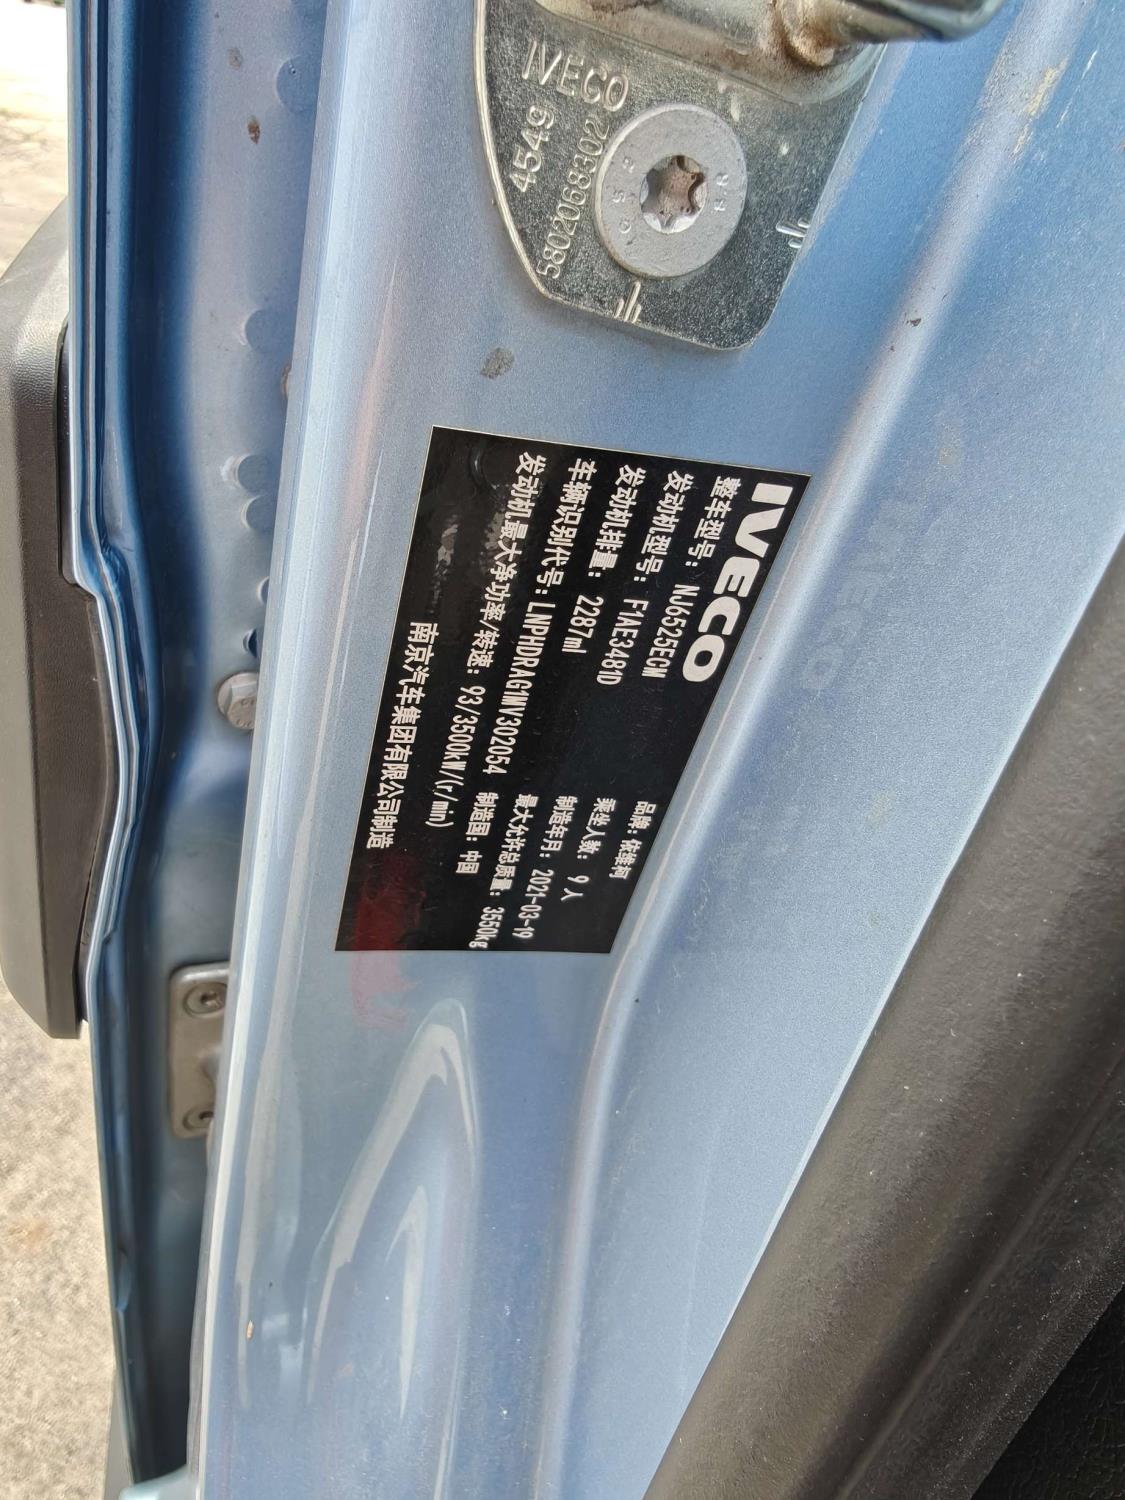 IVECO
454g
5802068302
IVECO
整车型号：NJ6525ECM
品牌：依维柯
发动机型号：F1AE3481D
乘坐人数：9 人
发动机排量：2287ml
制造年月：2021-03-19
车辆识别代号：LNPHDRAG1MV302054
最大允许总质量：3550kg
发动机最大净功率/转速：93/3500kW/(r/min)
制造国：中国
南京汽车集团有限公司制造